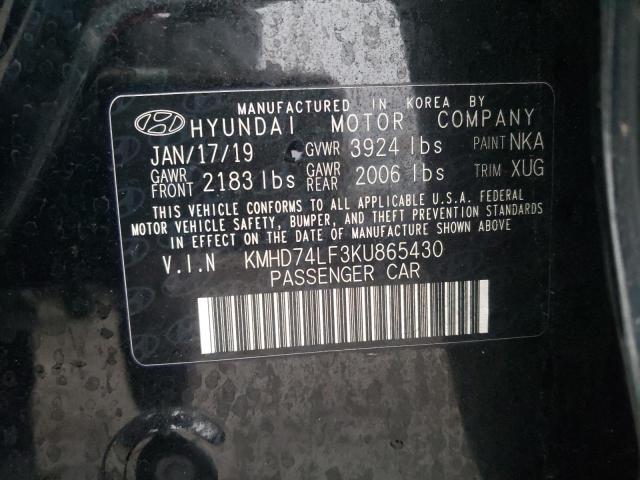 MANUFACTURED IN KOREA BY
HYUNDAI MOTOR COMPANY
JAN/17/19 GVWR 3924 lbs PAINT NKA
GAWR FRONT 2183 lbs GAWR REAR 2006 lbs TRIM XUG
THIS VEHICLE CONFORMS TO ALL APPLICABLE U.S.A. FEDERAL
MOTOR VEHICLE SAFETY, BUMPER, AND THEFT PREVENTION STANDARDS
IN EFFECT ON THE DATE OF MANUFACTURE SHOWN ABOVE
V.I.N KMHD74LF3KU865430
PASSENGER CAR